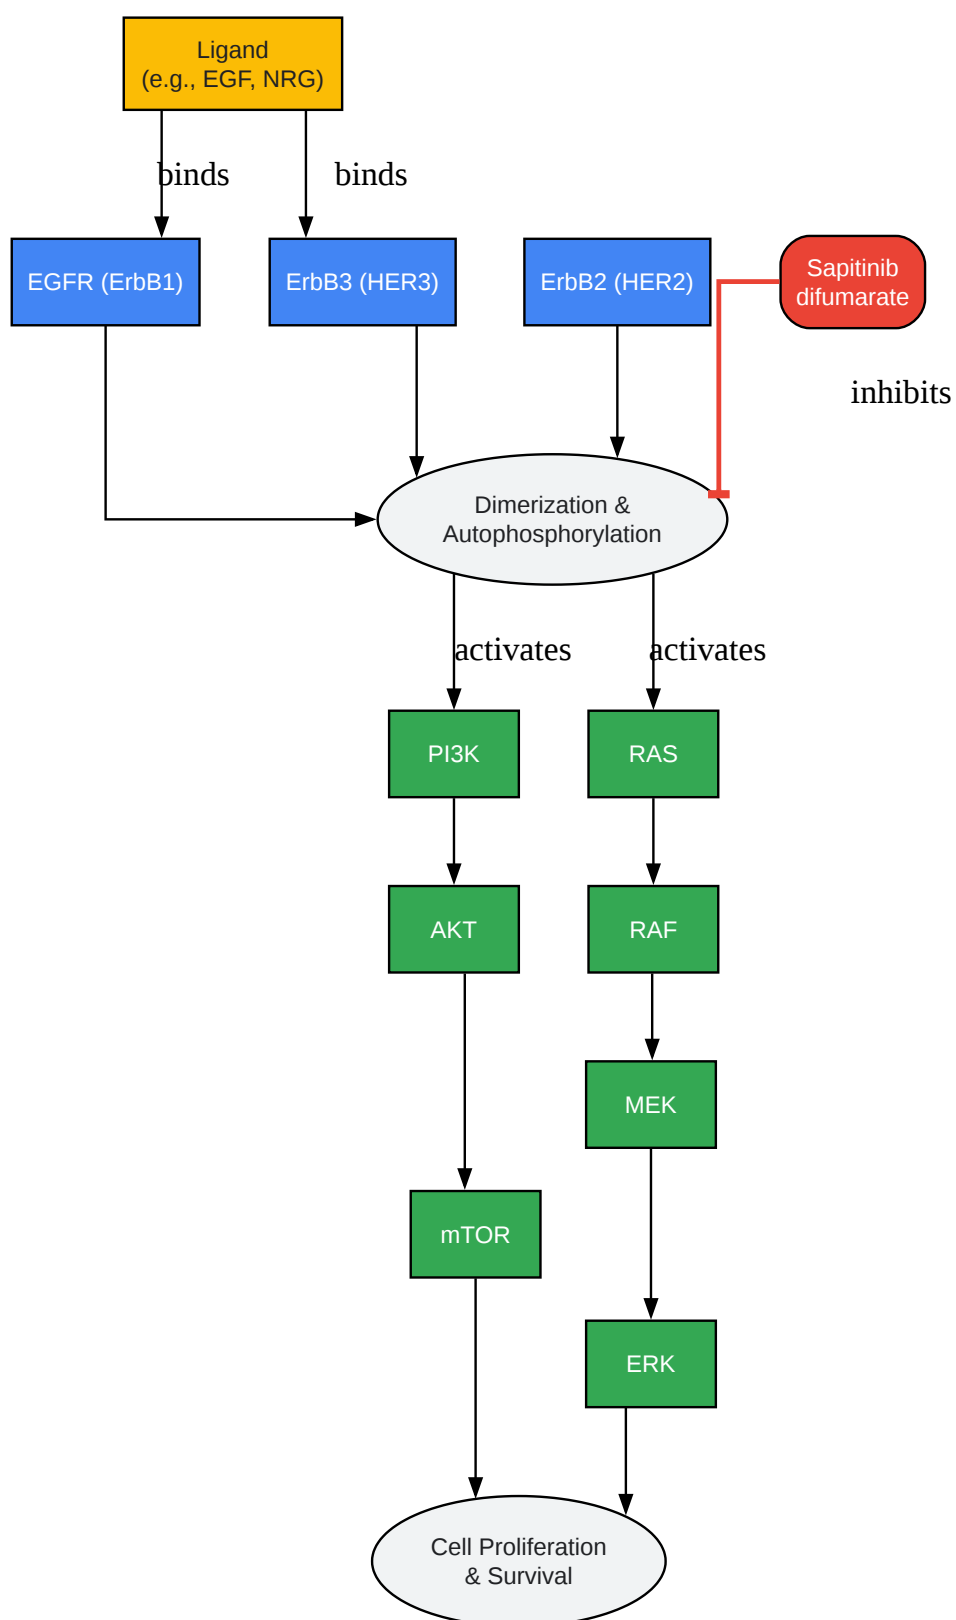 Ligand
(e.g., EGF, NRG)
binds
binds
EGFR (ErbB1)
ErbB3 (HER3)
ErbB2 (HER2)
Sapitinib
difumarate
inhibits
Dimerization &
Autophosphorylation
activates
activates
PI3K
RAS
AKT
RAF
MEK
mTOR
ERK
Cell Proliferation
& Survival